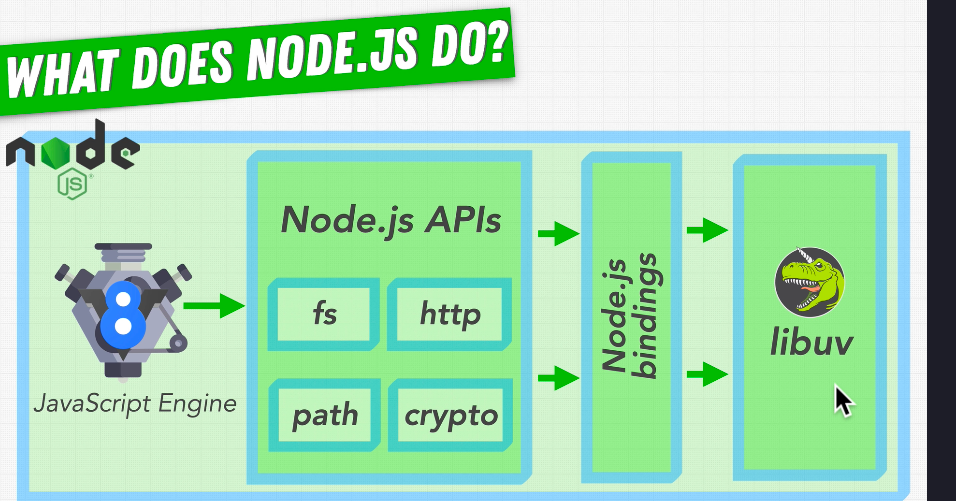 WHAT DOES NODE.JS DO?
node
JS
8
JavaScript Engine
Node.js APIs
fs
http
path
crypto
Node.js
bindings
libuv